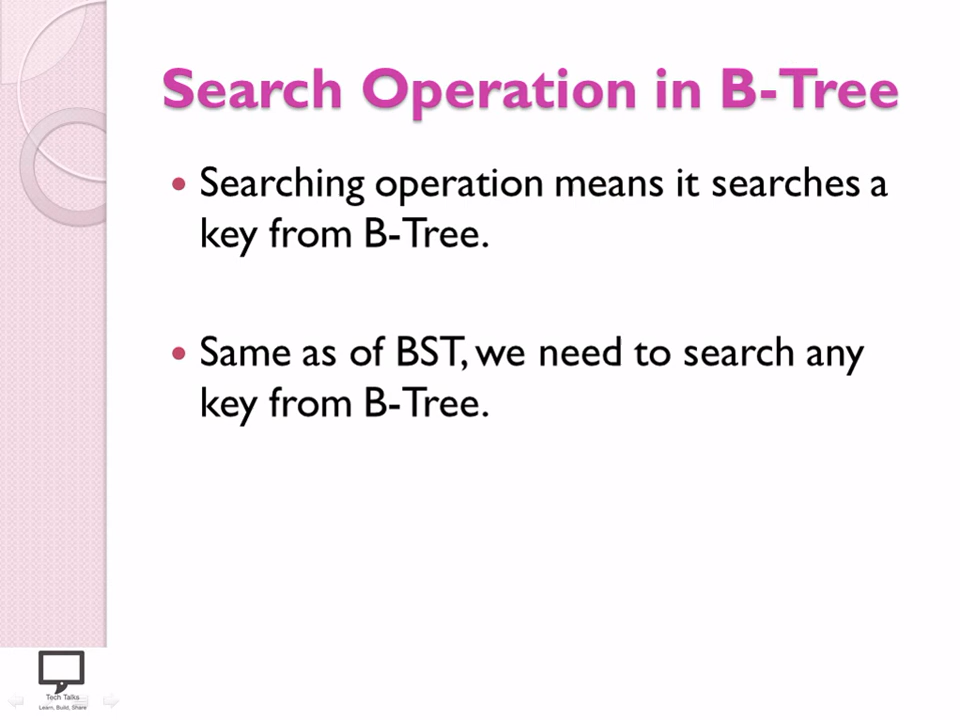 Search Operation in B-Tree
• Searching operation means it searches a
key from B-Tree.
• Same as of BST, we need to search any
key from B-Tree.
Tech Talks
Learn, Build, Share